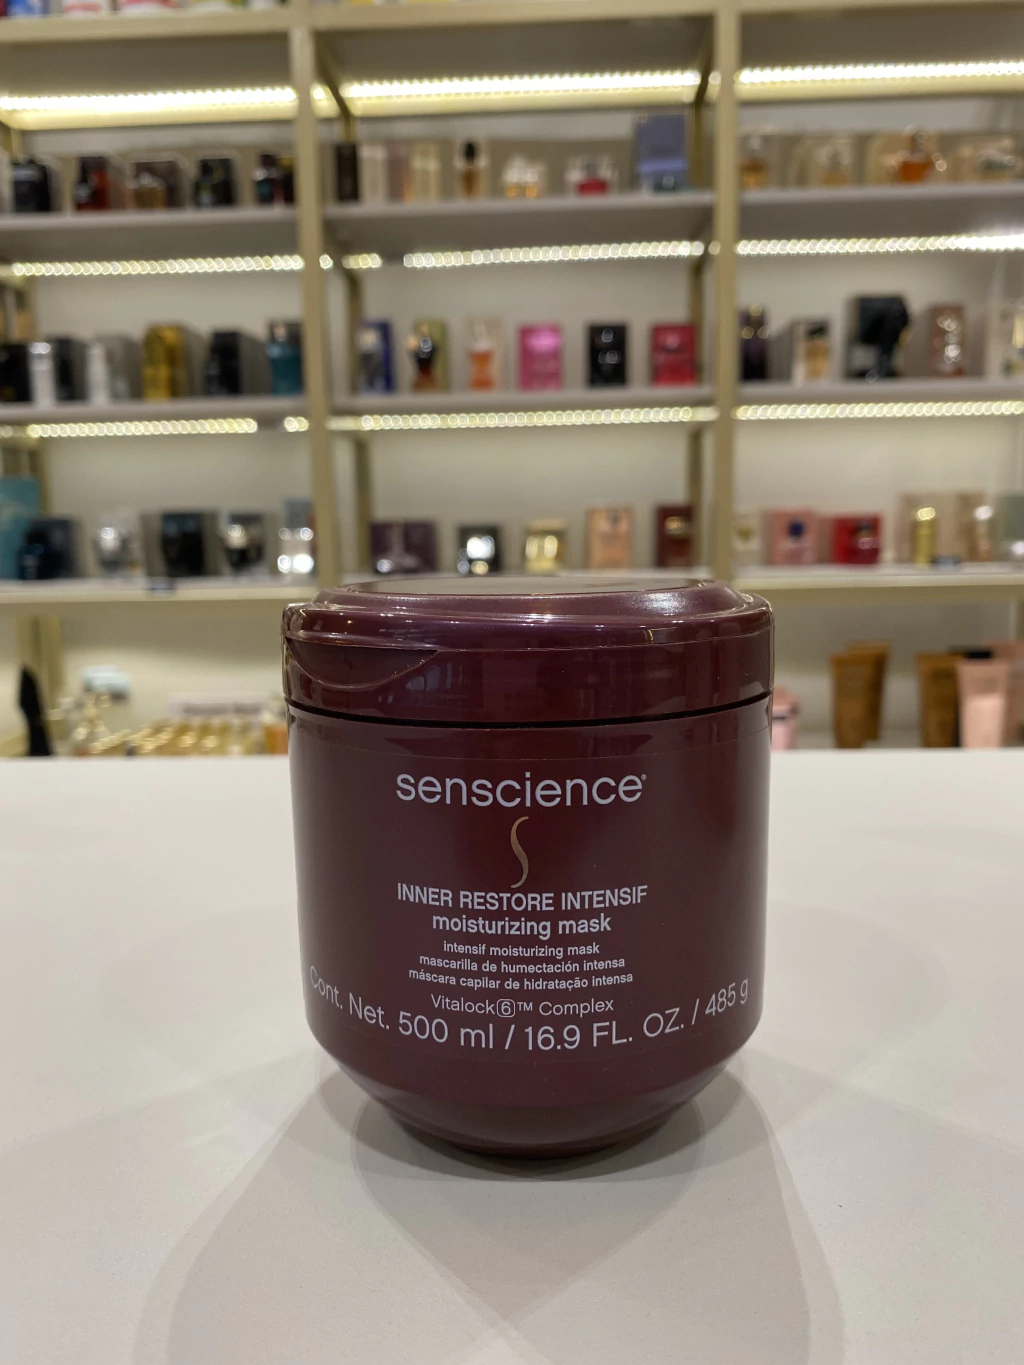 senscience®
INNER RESTORE INTENSIF
moisturizing mask
intensif moisturizing mask
mascarilla de humectación intensa
máscara capilar de hidratação intensa
Vitalock6™ Complex
Cont. Net. 500 ml / 16.9 FL. OZ. / 485 g